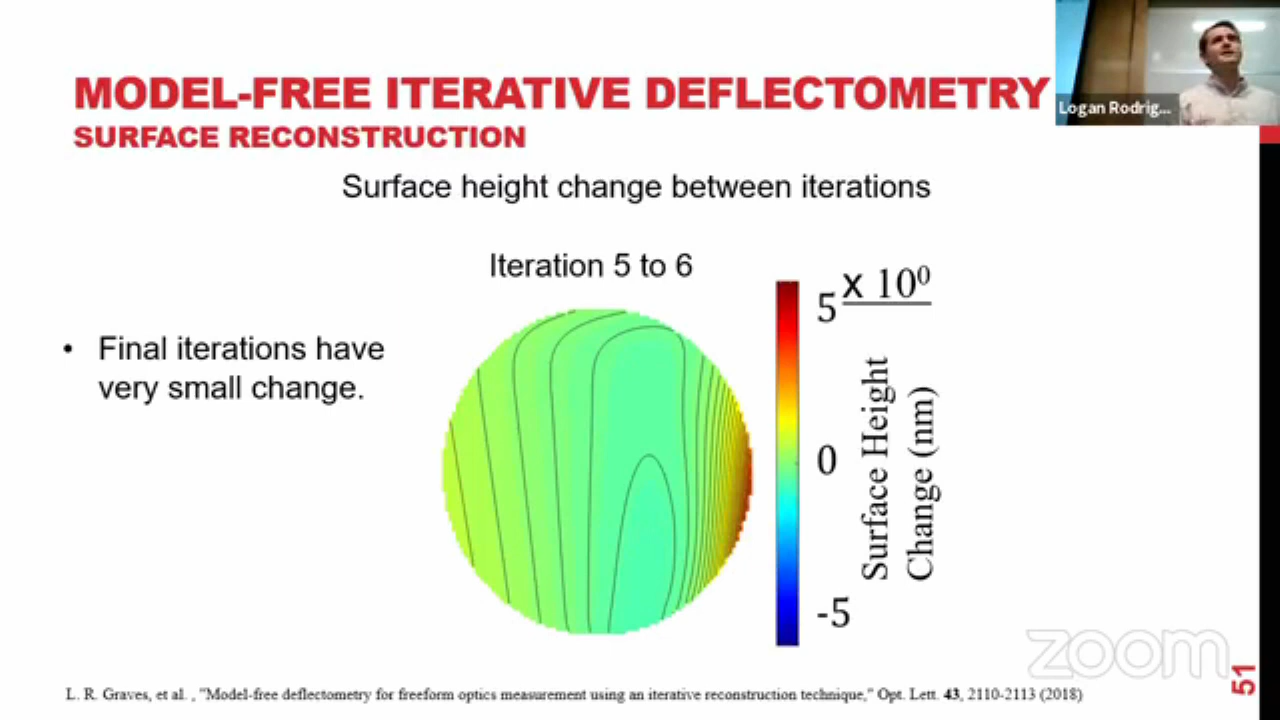 MODEL-FREE ITERATIVE DEFLECTOMETRY
Logan Rodrig...
SURFACE RECONSTRUCTION
Surface height change between iterations
Iteration 5 to 6
• Final iterations have
very small change.
x 10⁰
5
0
-5
Surface Height
Change (nm)
zoom
L. R. Graves, et al. , "Model-free deflectometry for freeform optics measurement using an iterative reconstruction technique," Opt. Lett. 43, 2110-2113 (2018)
51